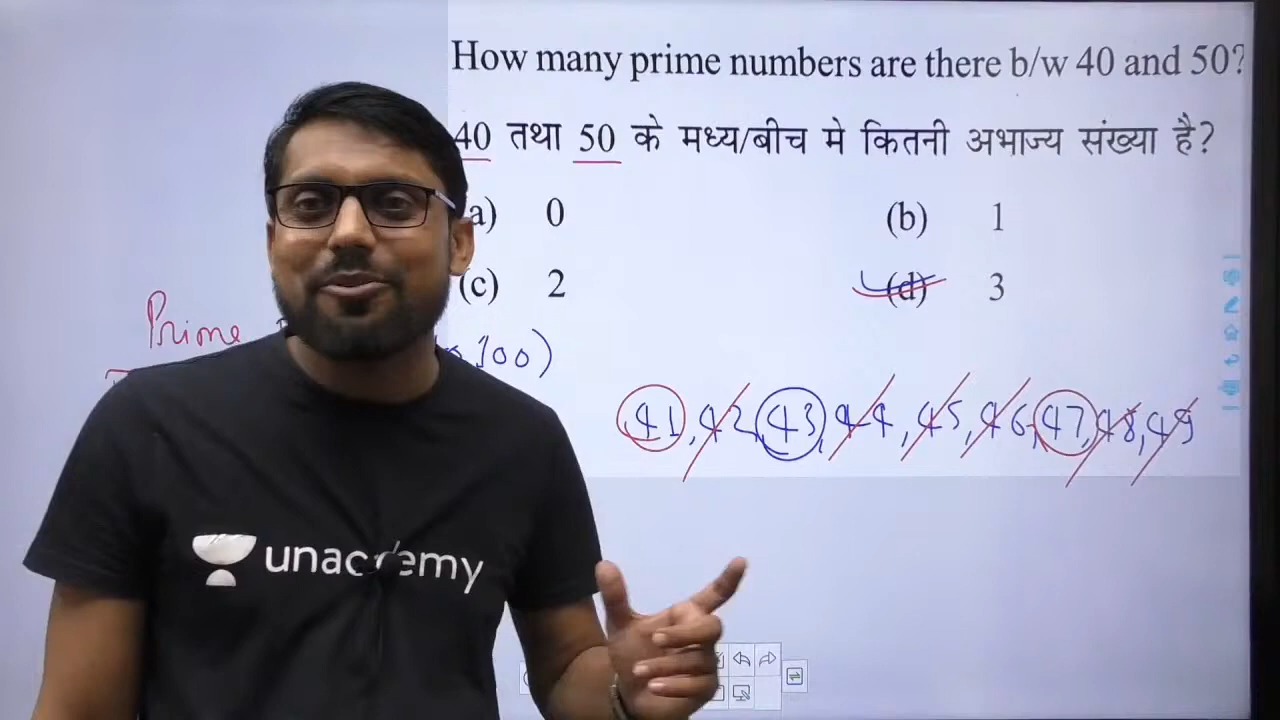 How many prime numbers are there b/w 40 and 50?
40 तथा 50 के मध्य/बीच मे कितनी अभाज्य संख्या है?
a) 0 (b) 1
(c) 2 (d) 3
Prime
100)
41, 42, 43, 44, 45, 46, 47, 48, 49
unacademy